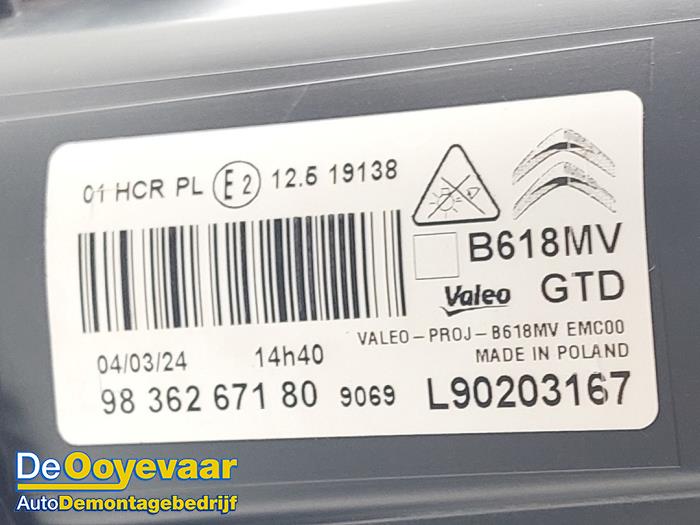 01 HCR PL E2 12.5 19138
B618MV
Valeo GTD
VALEO-PROJ-B618MV EMC00
MADE IN POLAND
04/03/24 14h40
98 362 671 80 9069 L90203167
De Ooyevaar
AutoDemontagebedrijf